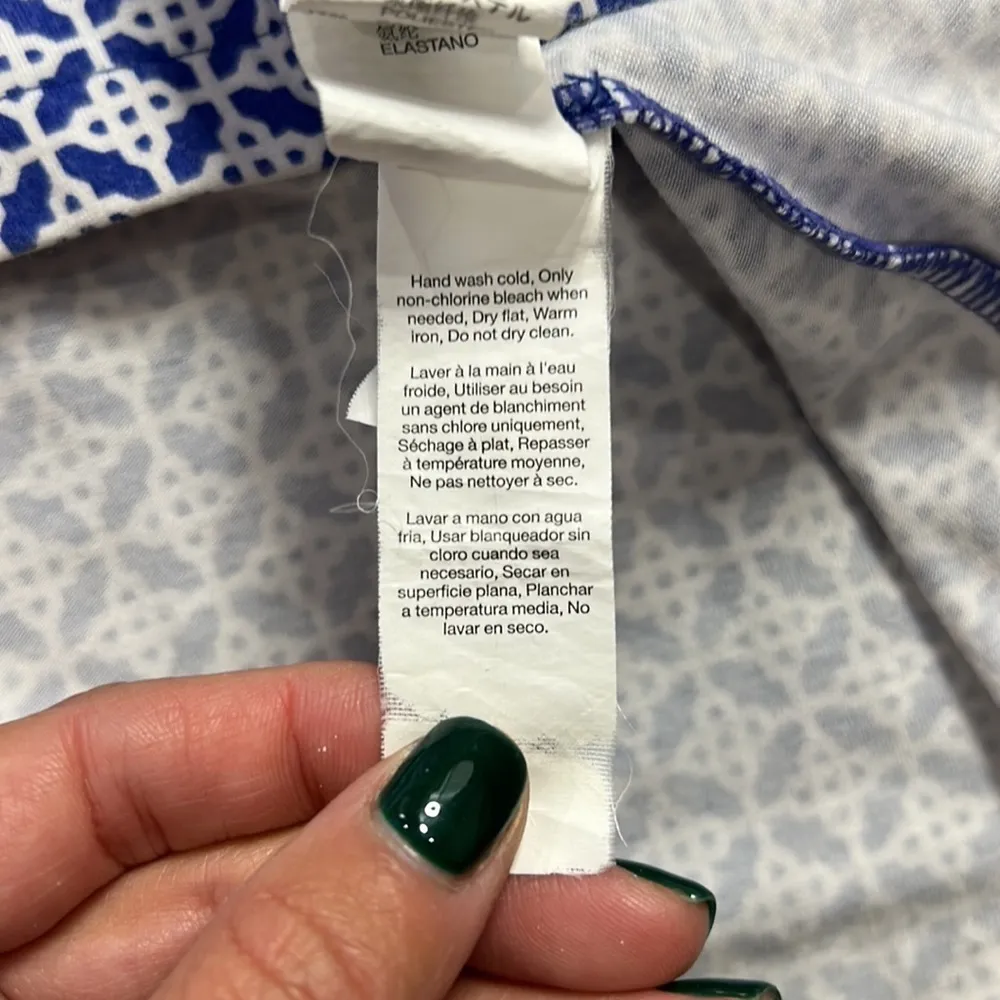 氨纶
ELASTANO
Hand wash cold, Only
non-chlorine bleach when
needed, Dry flat, Warm
iron, Do not dry clean.
Laver à la main à l'eau
froide, Utiliser au besoin
un agent de blanchiment
sans chlore uniquement,
Séchage à plat, Repasser
à température moyenne,
Ne pas nettoyer à sec.
Lavar a mano con agua
fria, Usar blanqueador sin
cloro cuando sea
necesario, Secar en
superficie plana, Planchar
a temperatura media, No
lavar en seco.